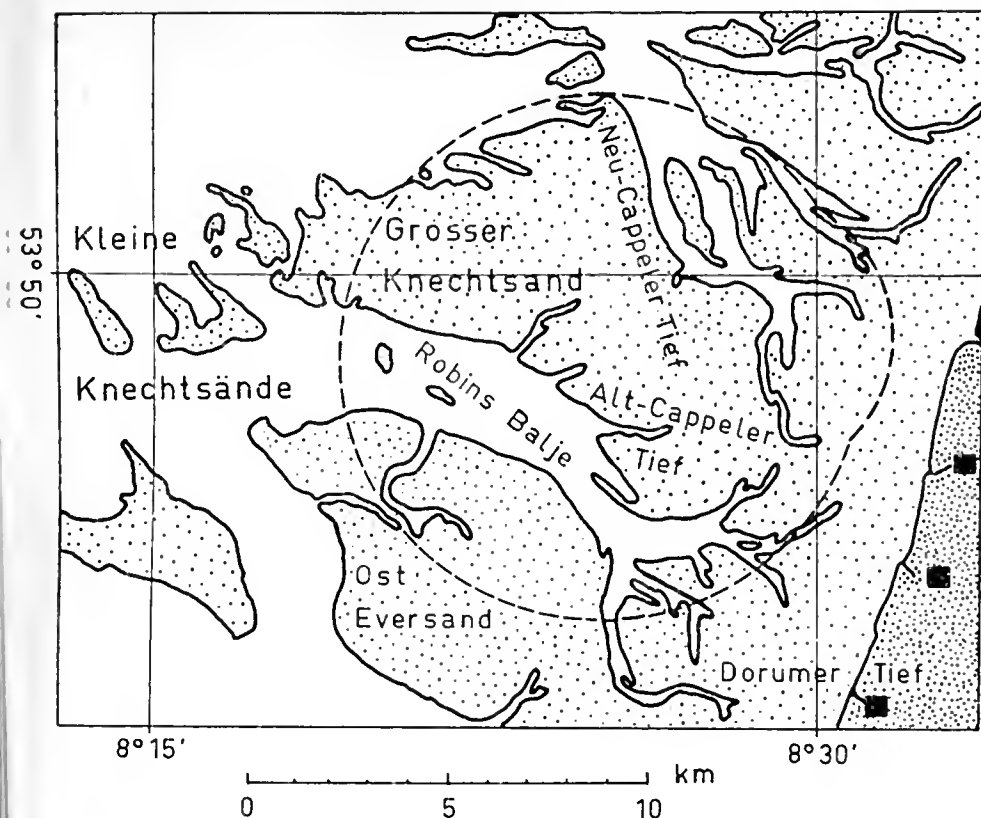 Neu-Cappeler Tief
Kleine
Grosser
Knechtsand
53° 50'
Knechtsände
Robins Balje
Alt-Cappeler
Tief
Ost
Eversand
Dorumer Tief
8° 15'
8° 30'
km
0 5 10